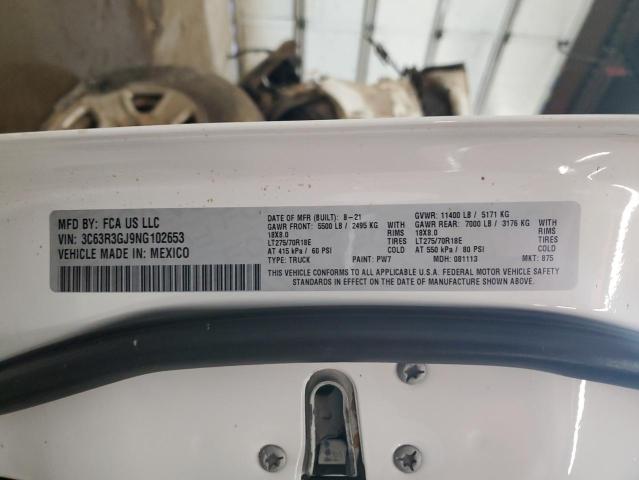 MFD BY: FCA US LLC
VIN: 3C63R3GJ9NG102653
VEHICLE MADE IN: MEXICO
DATE OF MFR (BUILT): 8-21
GAWR FRONT: 5500 LB / 2495 KG WITH
18X8.0 RIMS
LT275/70R18E TIRES
AT 415 kPa / 60 PSI COLD
TYPE: TRUCK PAINT: PW7
GVWR: 11400 LB / 5171 KG
GAWR REAR: 7000 LB / 3176 KG WITH
18X8.0 RIMS
LT275/70R18E TIRES
AT 550 kPa / 80 PSI COLD
MDH: 081113 MKT: 875
THIS VEHICLE CONFORMS TO ALL APPLICABLE U.S.A. FEDERAL MOTOR VEHICLE SAFETY
STANDARDS IN EFFECT ON THE DATE OF MANUFACTURE SHOWN ABOVE.